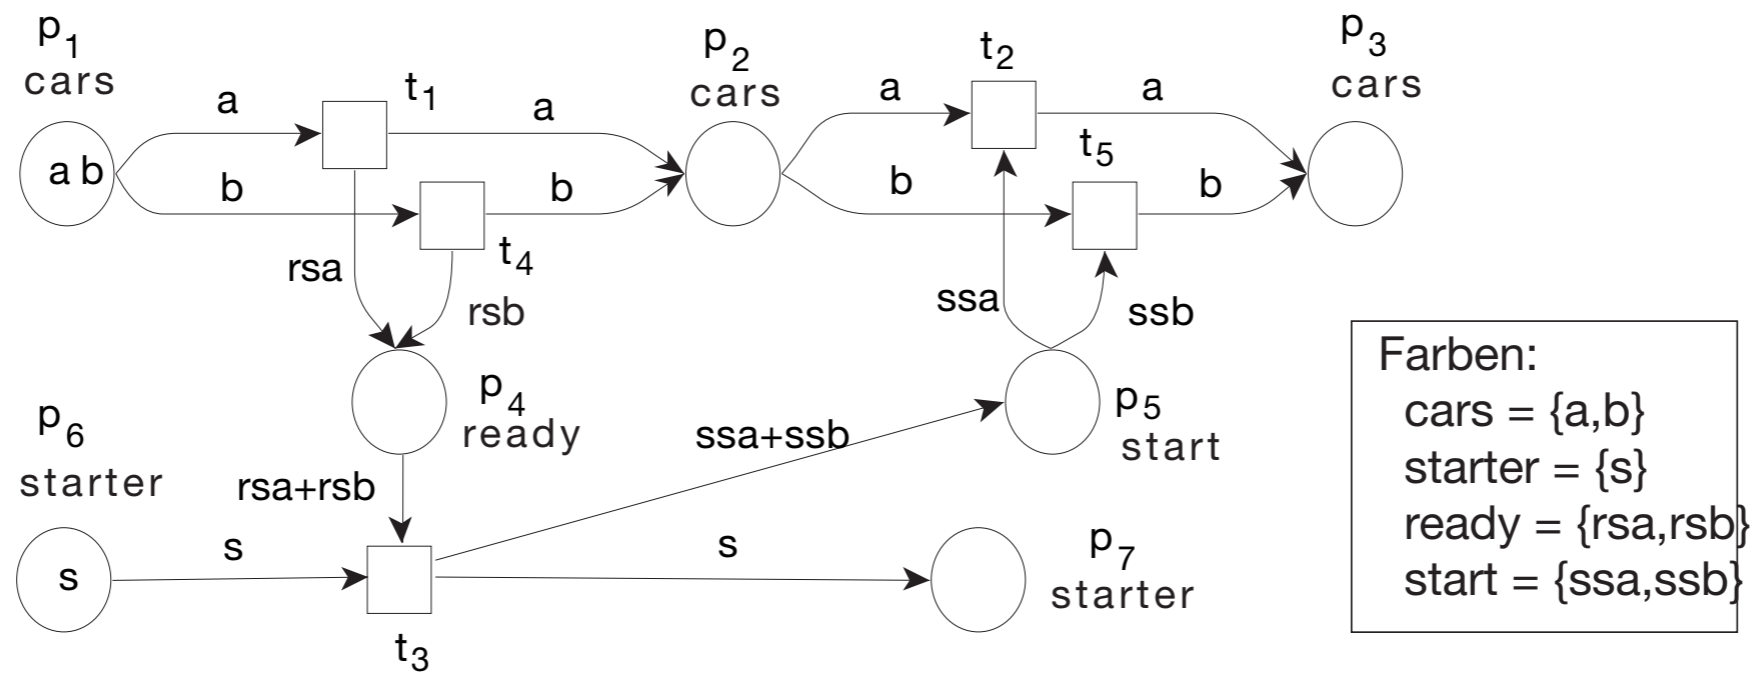 p1
cars
a b
a
t1
a
b
t4
b
rsa
rsb
p2
cars
a
t2
a
b
t5
b
ssa
ssb
p3
cars
p4
ready
p5
start
p6
starter
s
s
rsa+rsb
ssa+ssb
t3
s
p7
starter
Farben:
cars = {a,b}
starter = {s}
ready = {rsa,rsb}
start = {ssa,ssb}